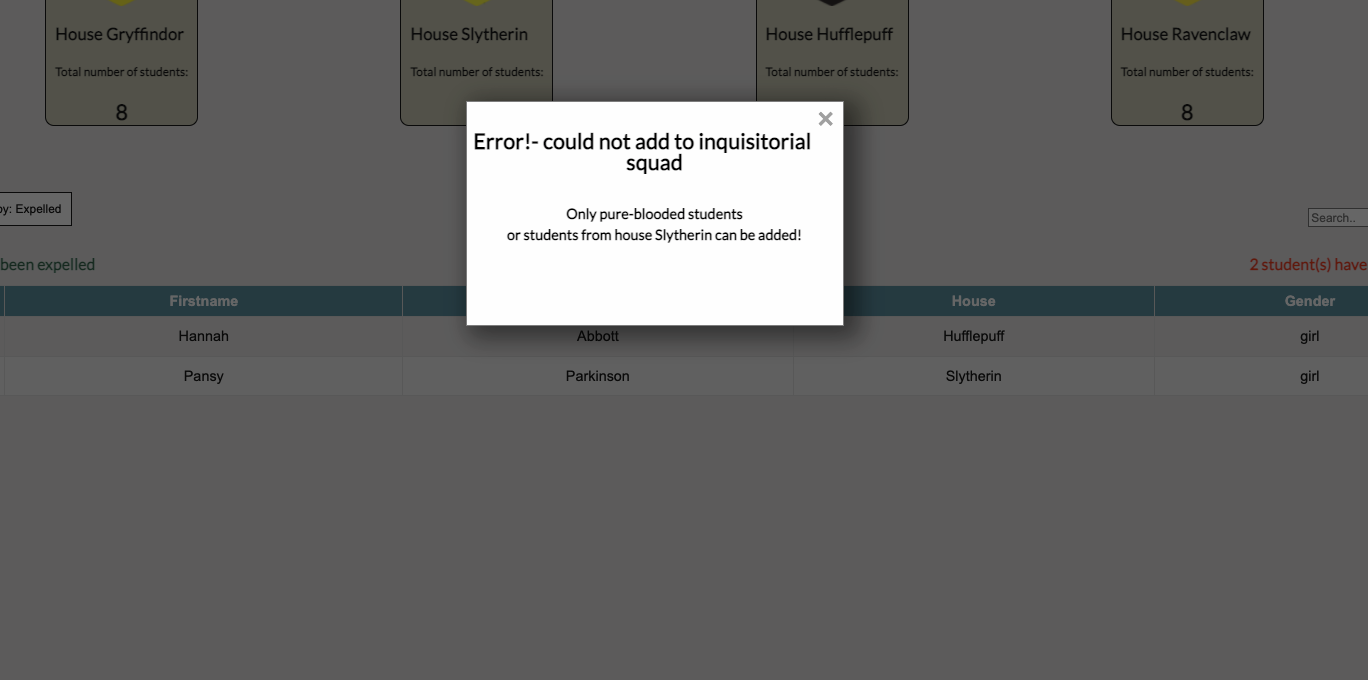 House Gryffindor
House Slytherin
House Hufflepuff
House Ravenclaw
Total number of students:
Total number of students:
Total number of students:
Total number of students:
8
8
×
Error!- could not add to inquisitorial
squad
Only pure-blooded students
or students from house Slytherin can be added!
by: Expelled
Search..
been expelled
2 student(s) have
Firstname
House
Gender
Hannah
Abbott
Hufflepuff
girl
Pansy
Parkinson
Slytherin
girl